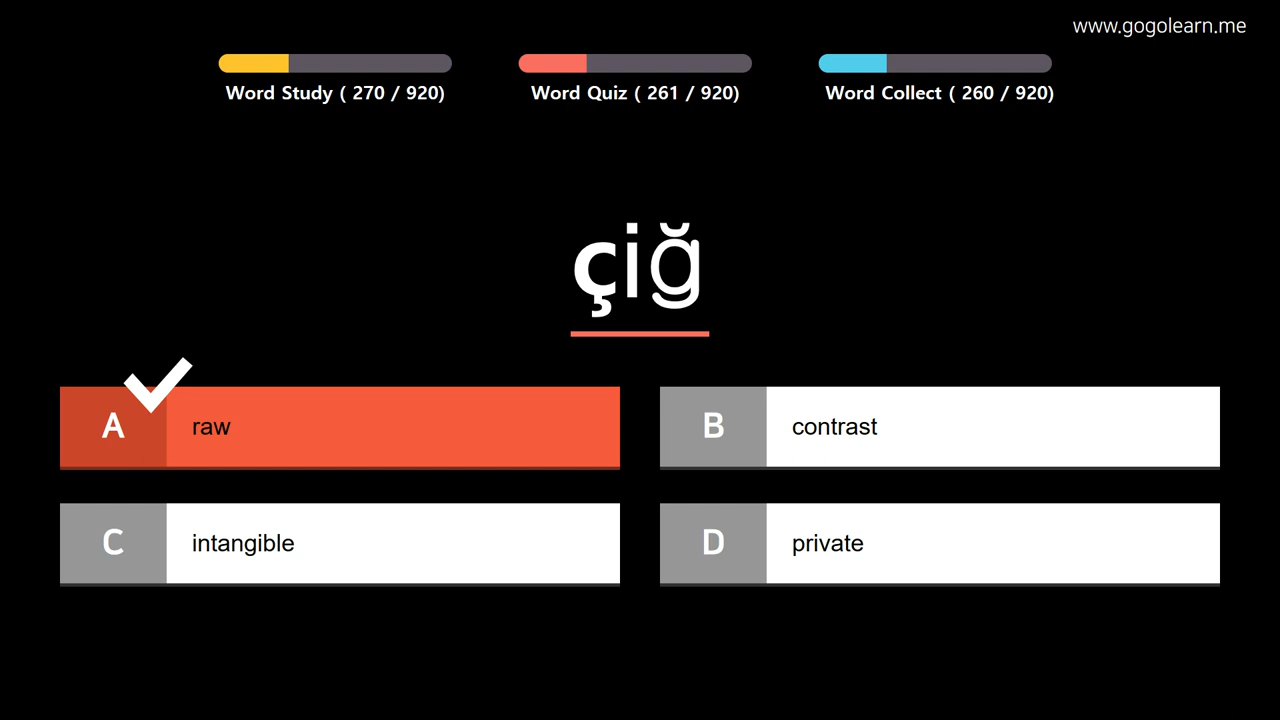 www.gogolearn.me
Word Study ( 270 / 920)
Word Quiz ( 261 / 920)
Word Collect ( 260 / 920)
çiğ
A raw
B contrast
C intangible
D private